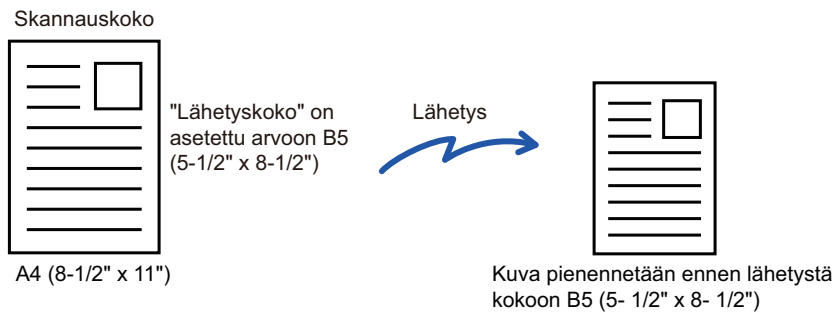 Skannauskoko
"Lähetyskoko" on
asetettu arvoon B5
(5-1/2" x 8-1/2")
Lähetys
A4 (8-1/2" x 11")
Kuva pienennetään ennen lähetystä
kokoon B5 (5- 1/2" x 8- 1/2")